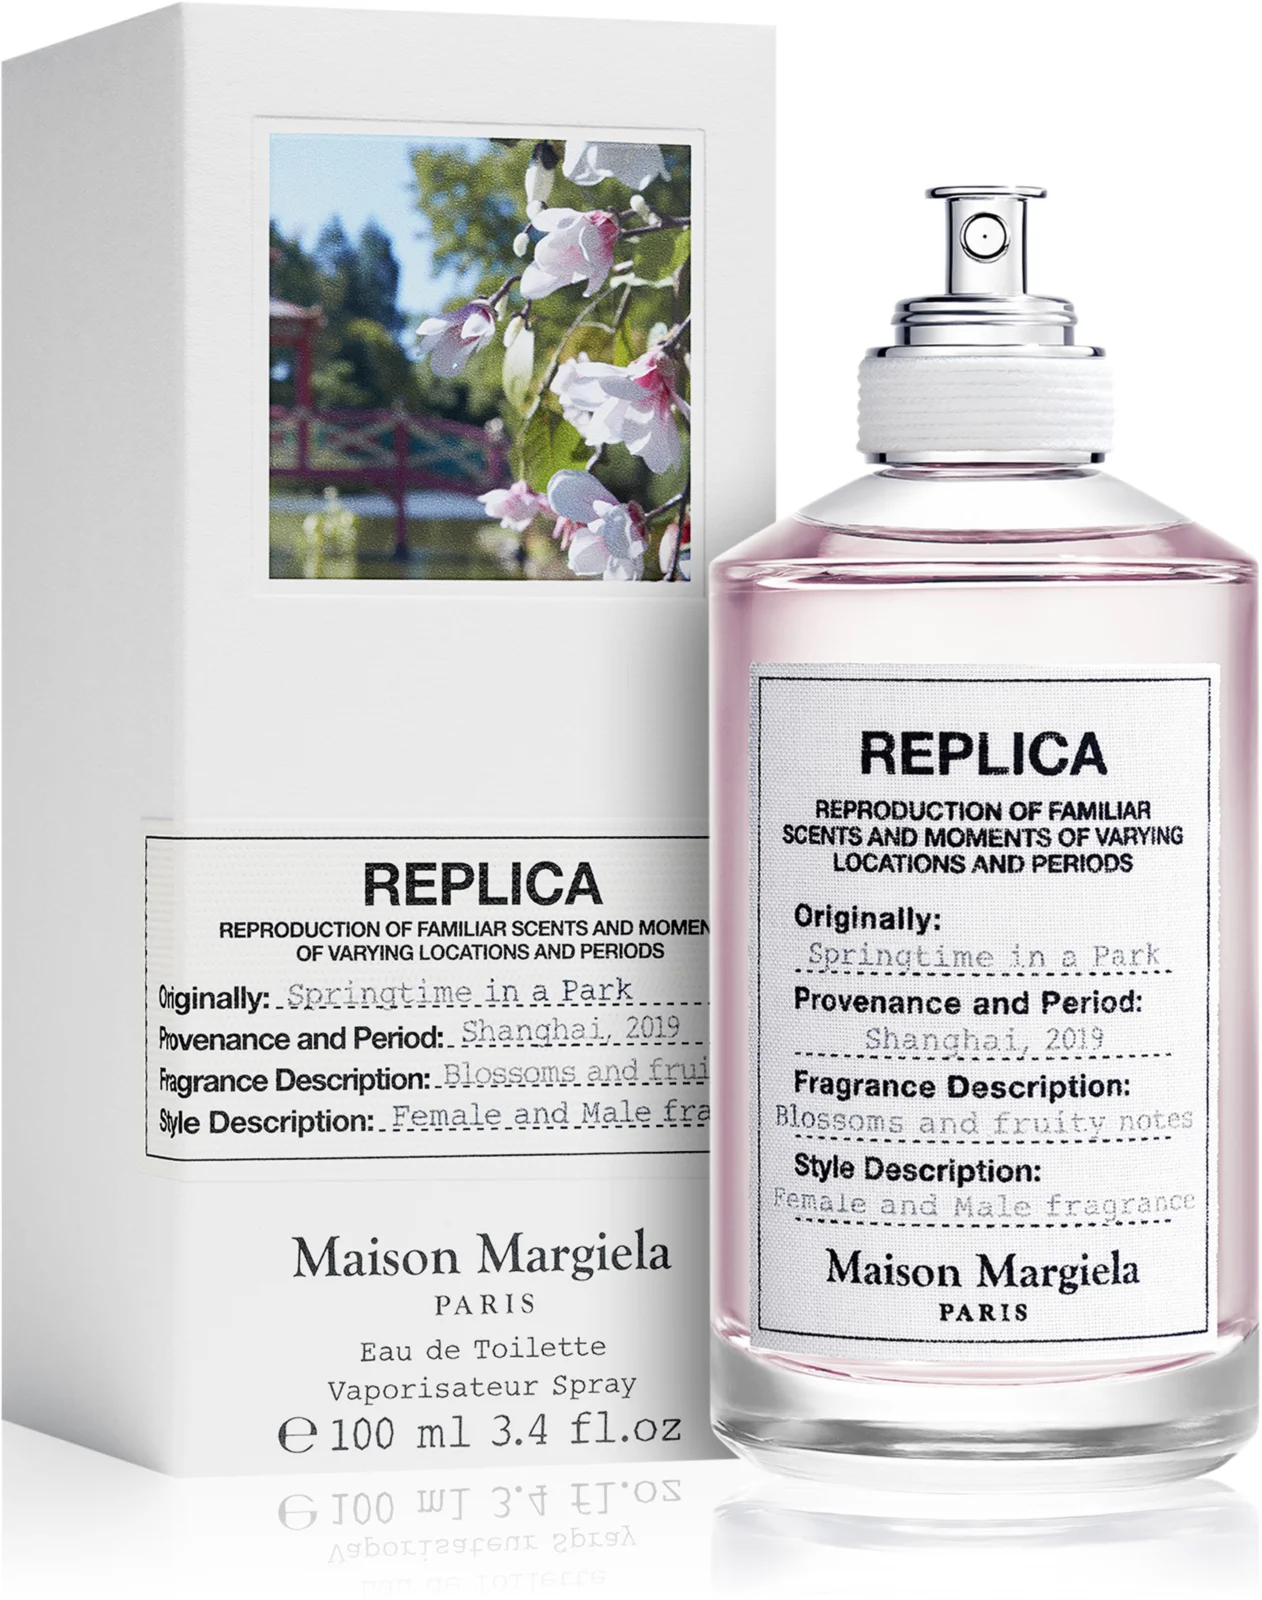 REPLICA
REPRODUCTION OF FAMILIAR SCENTS AND MOMEN
OF VARYING LOCATIONS AND PERIODS
Originally: Springtime in a Park
Provenance and Period: Shanghai, 2019
Fragrance Description: Blossoms and frui
Style Description: Female and Male fra
Maison Margiela
PARIS
Eau de Toilette
Vaporisateur Spray
℮ 100 ml 3.4 fl.oz
REPLICA
REPRODUCTION OF FAMILIAR
SCENTS AND MOMENTS OF VARYING
LOCATIONS AND PERIODS
Originally:
Springtime in a Park
Provenance and Period:
Shanghai, 2019
Fragrance Description:
Blossoms and fruity notes
Style Description:
Female and Male fragrance
Maison Margiela
PARIS